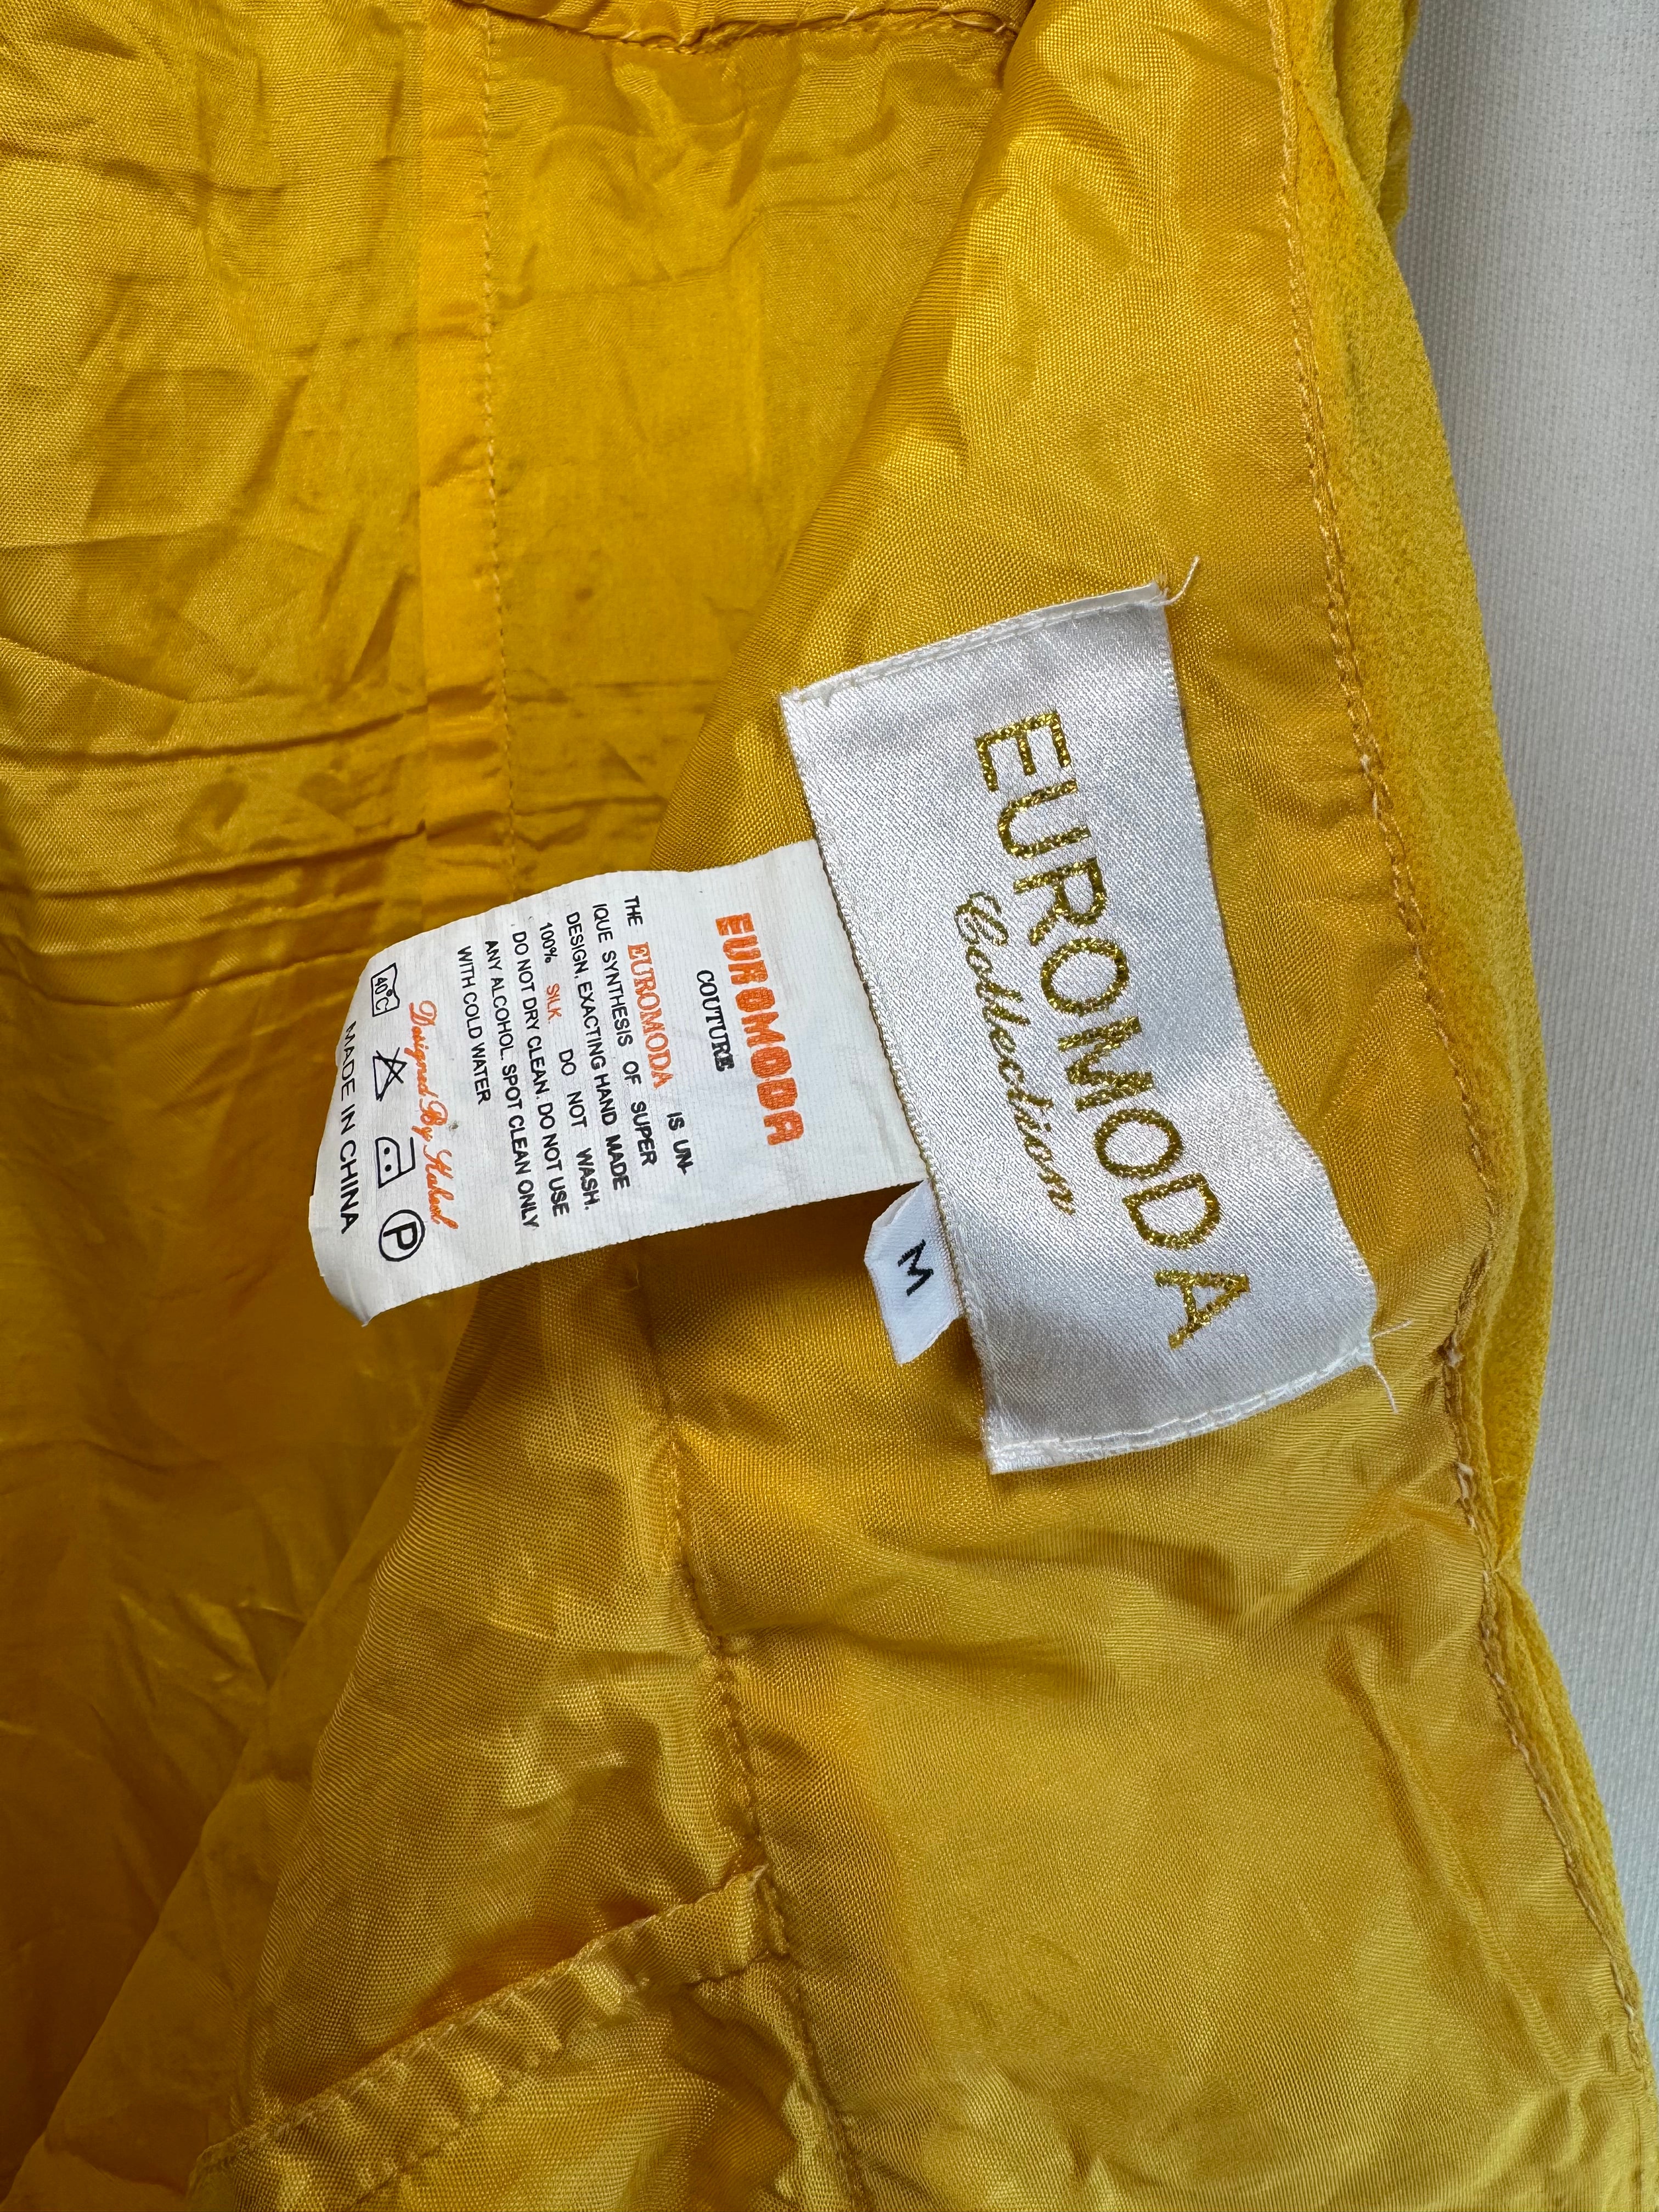 EUROMODA
Collection
M
EUROMODA
COUTURE
THE EUROMODA IS UN-
IQUE SYNTHESIS OF SUPER
DESIGN. EXACTING HAND MADE
100% SILK. DO NOT WASH.
DO NOT DRY CLEAN. DO NOT USE
ANY ALCOHOL. SPOT CLEAN ONLY
WITH COLD WATER
Designed By
40°C
P
MADE IN CHINA